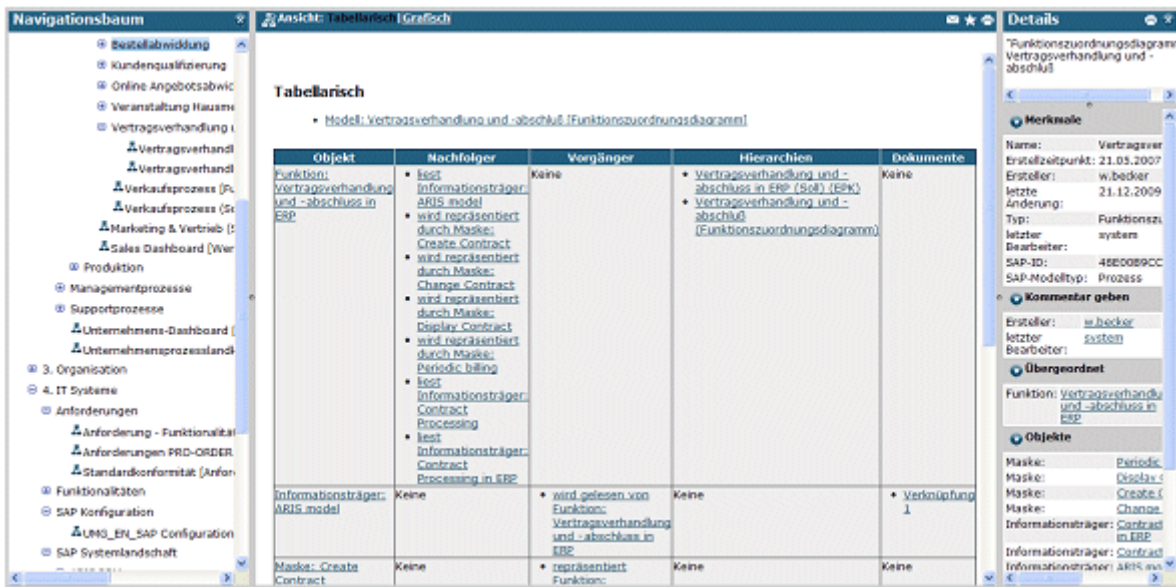 Navigationsbaum
Bestellabwicklung
Kundenqualifizierung
Online Angebotsabwic
Veranstaltung Hausme
Vertragsverhandlung u
Vertragsverhandl
Vertragsverhandl
Verkaufsprozess (Fu
Verkaufsprozess (So
Marketing & Vertrieb (S
Sales Dashboard [Wer
Produktion
Managementprozesse
Supportprozesse
Unternehmens-Dashboard [
Unternehmensprozessland
3. Organisation
4. IT Systeme
Anforderungen
Anforderung - Funktionalitä
Anforderungen PRO-ORDER
Standardkonformität [Anfor
Funktionalitäten
SAP Konfiguration
UMG_EN_SAP Configuration
SAP Systemlandschaft
Ansicht: Tabellarisch|Grafisch
Tabellarisch
• Modell: Vertragsverhandlung und -abschluß [Funktionszuordnungsdiagramm]
Objekt Nachfolger Vorgänger Hierarchien Dokumente
Funktion:
Vertragsverhandlung
und -abschluss in
ERP
• liest
Informationsträger:
ARIS model
• wird repräsentiert
durch Maske:
Create Contract
• wird repräsentiert
durch Maske:
Change Contract
• wird repräsentiert
durch Maske:
Display Contract
• wird repräsentiert
durch Maske:
Periodic billing
• liest
Informationsträger:
Contract
Processing
• liest
Informationsträger:
Contract
Processing in ERP
Keine
• Vertragsverhandlung und -
abschluss in ERP (Soll) (EPK)
• Vertragsverhandlung und -
abschluß
(Funktionszuordnungsdiagramm)
Keine
Informationsträger:
ARIS model
Keine
• wird gelesen von
Funktion:
Vertragsverhandlung
und -abschluss in
ERP
Keine
• Verknüpfung
1
Maske: Create
Contract
Keine
• repräsentiert
Funktion:
Keine
Keine
Details
"Funktionszuordnungsdiagramm
Vertragsverhandlung und -
abschluß
Merkmale
Name: Vertragsver
Erstellzeitpunkt: 21.05.2007
Ersteller: w.becker
letzte 21.12.2009
Änderung:
Typ: Funktionszu
letzter system
Bearbeiter:
SAP-ID: 48E00B9CC
SAP-Modelltyp: Prozess
Kommentar geben
Ersteller: w.becker
letzter system
Bearbeiter:
Übergeordnet
Funktion: Vertragsverhandlu
und -abschluss in
ERP
Objekte
Maske: Periodic
Maske: Display
Maske: Create C
Maske: Change
Informationsträger: Contract
in ERP
Informationsträger: Contract
Informationsträger: ARIS mo